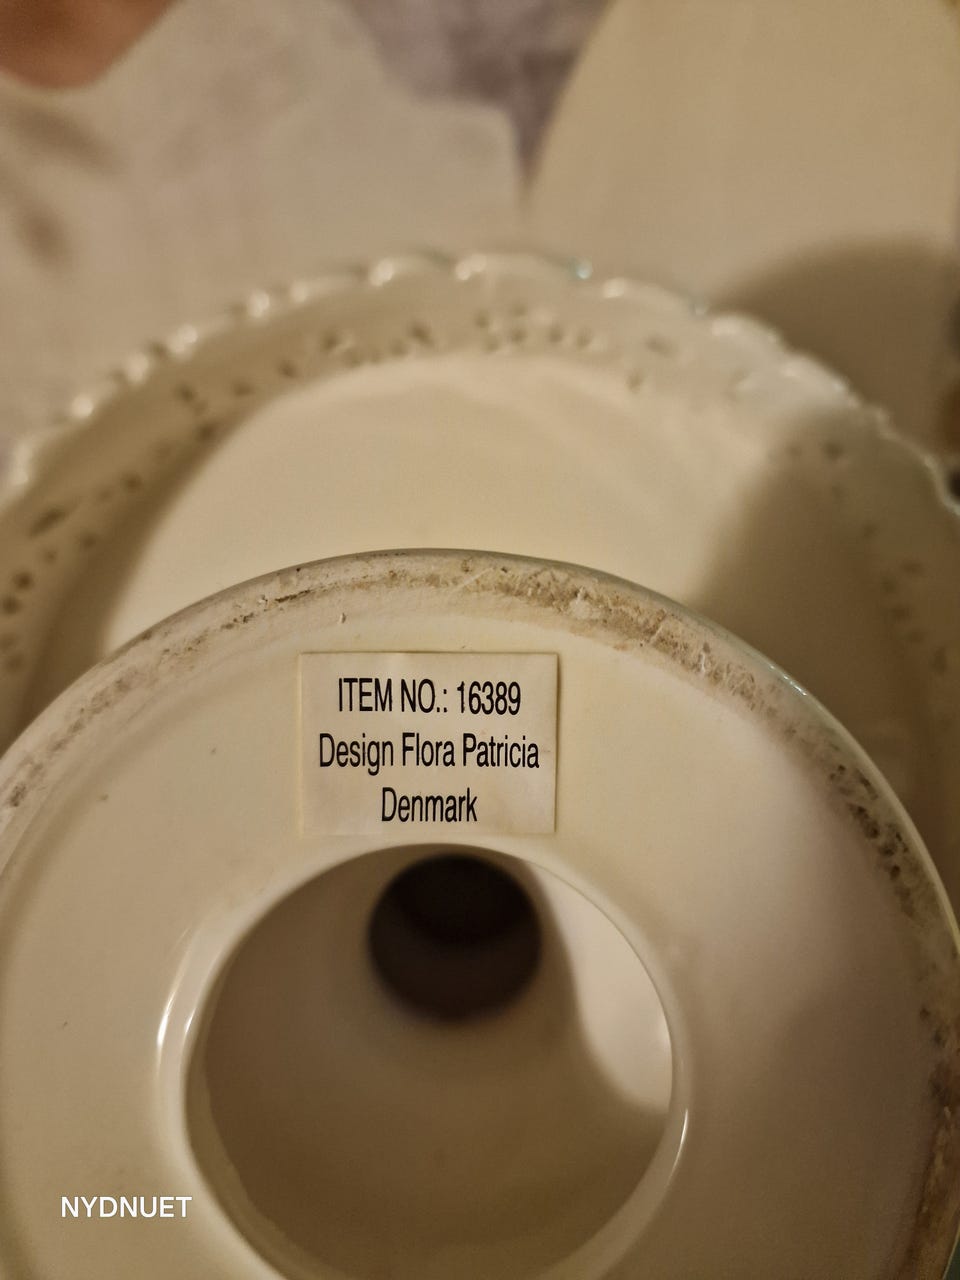 ITEM NO.: 16389
Design Flora Patricia
Denmark
NYDNUET